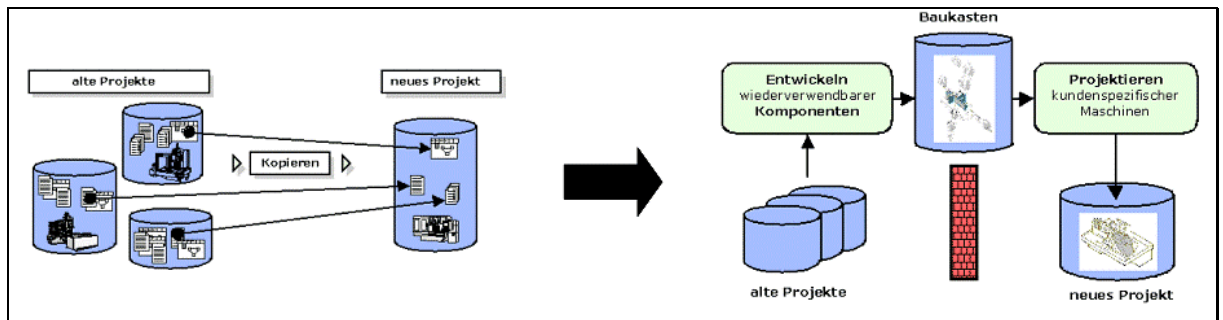 alte Projekte
neues Projekt
Kopieren
Baukasten
Entwickeln
wiederverwendbarer
Komponenten
Projektieren
kundenspezifischer
Maschinen
alte Projekte
neues Projekt